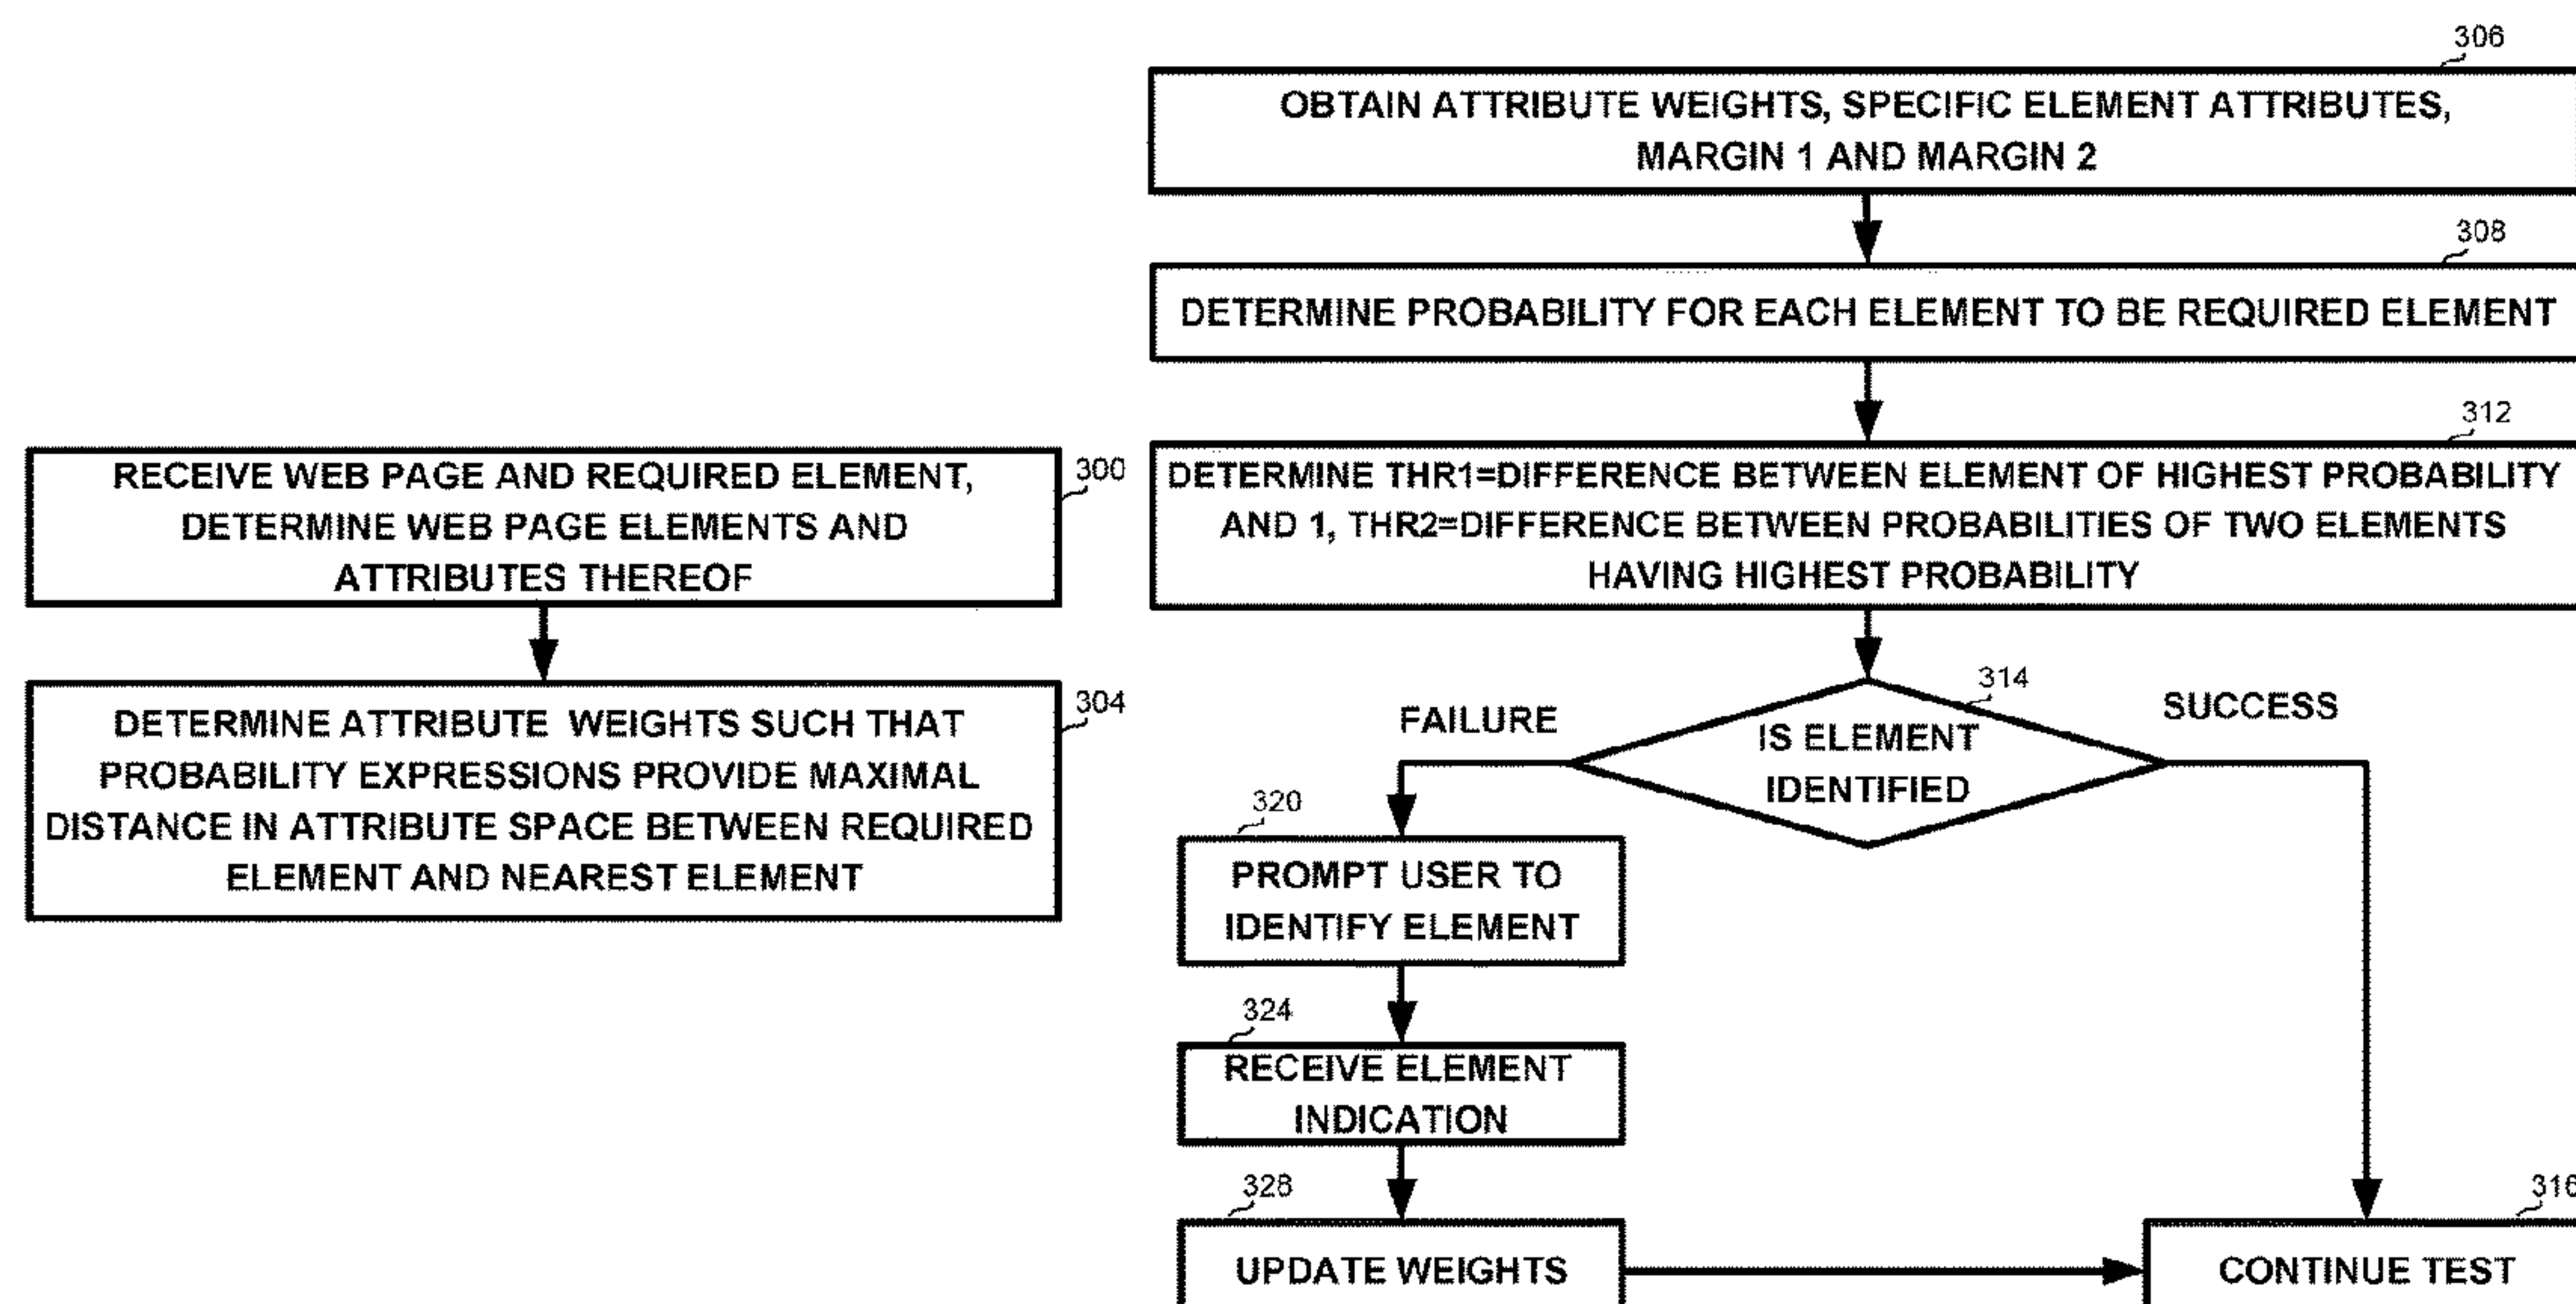 300
RECEIVE WEB PAGE AND REQUIRED ELEMENT,
DETERMINE WEB PAGE ELEMENTS AND
ATTRIBUTES THEREOF
304
DETERMINE ATTRIBUTE WEIGHTS SUCH THAT
PROBABILITY EXPRESSIONS PROVIDE MAXIMAL
DISTANCE IN ATTRIBUTE SPACE BETWEEN REQUIRED
ELEMENT AND NEAREST ELEMENT
306
OBTAIN ATTRIBUTE WEIGHTS, SPECIFIC ELEMENT ATTRIBUTES,
MARGIN 1 AND MARGIN 2
308
DETERMINE PROBABILITY FOR EACH ELEMENT TO BE REQUIRED ELEMENT
312
DETERMINE THR1=DIFFERENCE BETWEEN ELEMENT OF HIGHEST PROBABILITY
AND 1, THR2=DIFFERENCE BETWEEN PROBABILITIES OF TWO ELEMENTS
HAVING HIGHEST PROBABILITY
314
IS ELEMENT
IDENTIFIED
FAILURE
SUCCESS
320
PROMPT USER TO
IDENTIFY ELEMENT
324
RECEIVE ELEMENT
INDICATION
328
UPDATE WEIGHTS
316
CONTINUE TEST